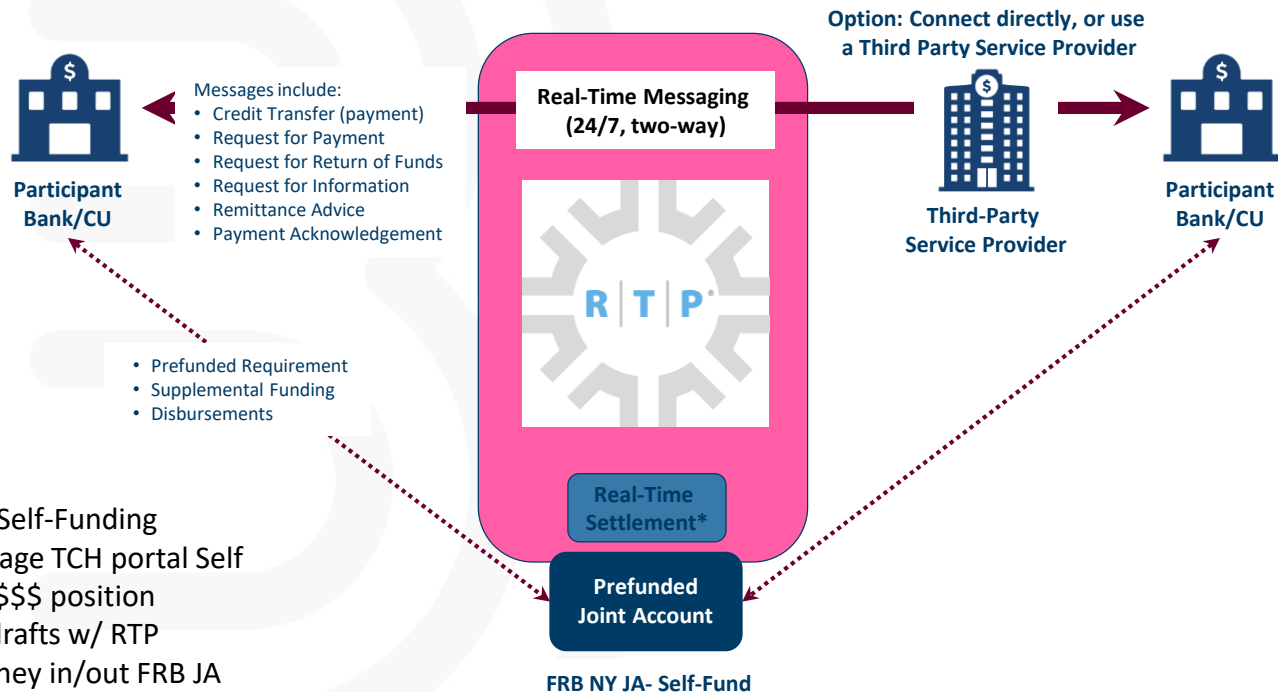 Option: Connect directly, or use
a Third Party Service Provider
$
Participant
Bank/CU
Messages include:
• Credit Transfer (payment)
• Request for Payment
• Request for Return of Funds
• Request for Information
• Remittance Advice
• Payment Acknowledgement
Real-Time Messaging
(24/7, two-way)
$
Third-Party
Service Provider
$
Participant
Bank/CU
R|T|P®
• Prefunded Requirement
• Supplemental Funding
• Disbursements
Real-Time
Settlement*
Prefunded
Joint Account
FRB NY JA- Self-Fund
Self-Funding
age TCH portal Self
$$$ position
drafts w/ RTP
ney in/out FRB JA